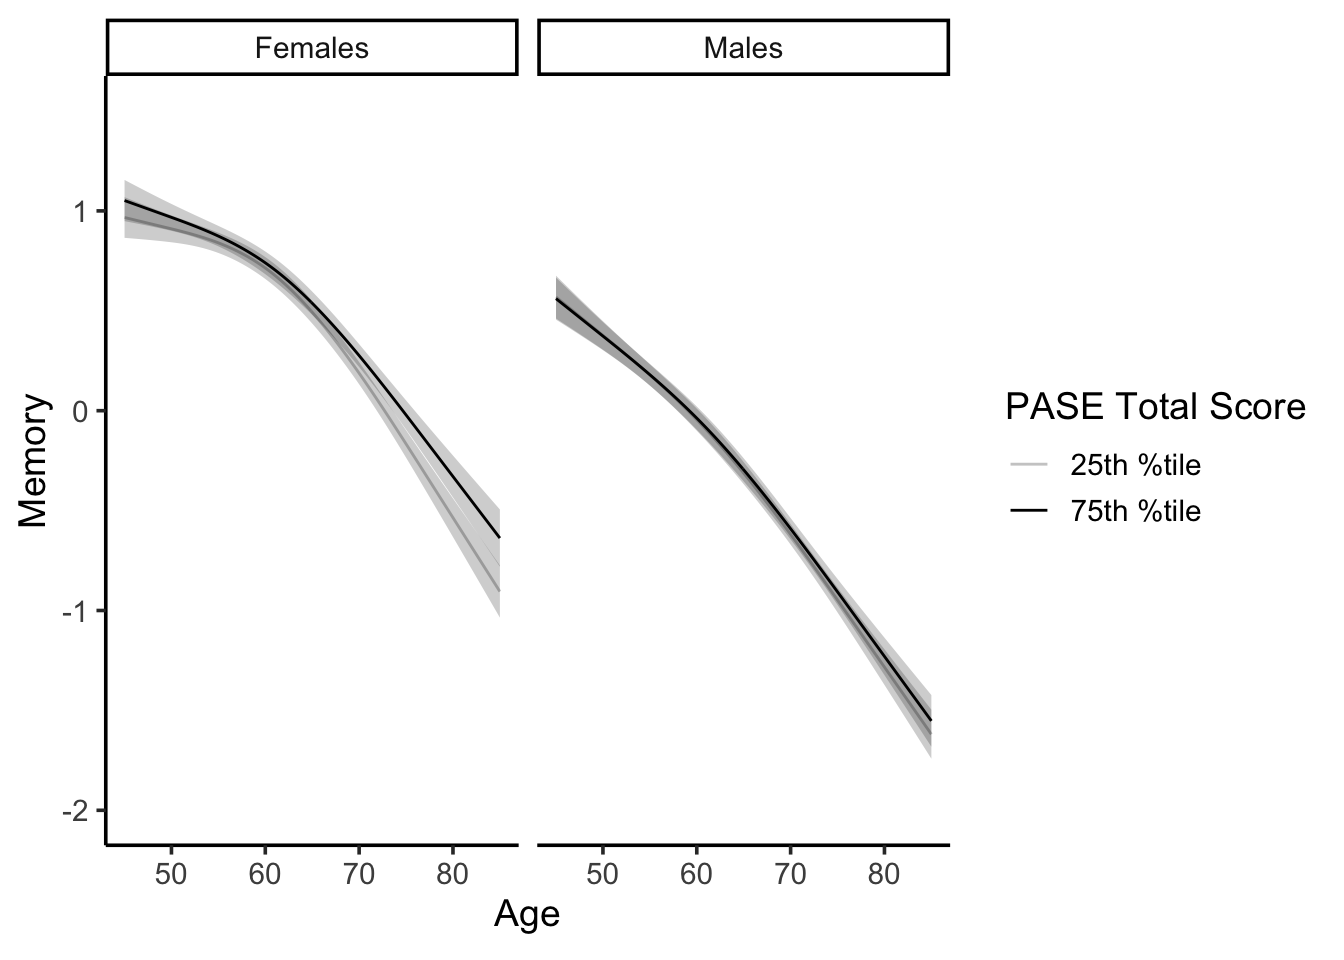 Females
Males
1
0
-1
-2
Memory
50 60 70 80
50 60 70 80
Age
PASE Total Score
25th %tile
75th %tile